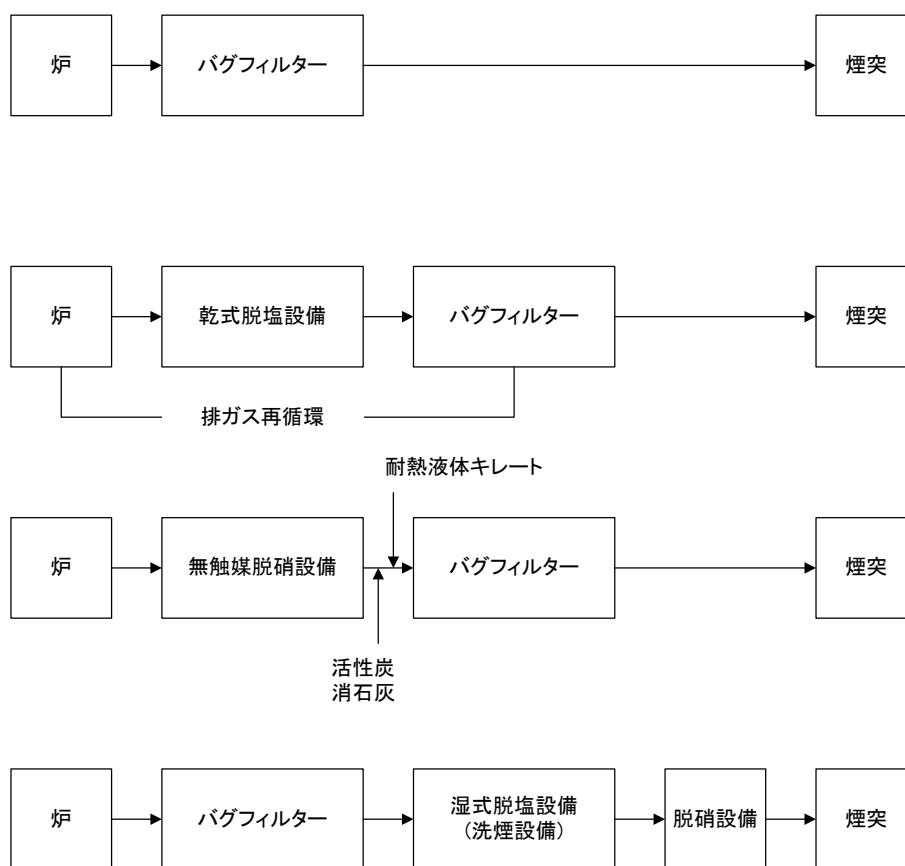 炉
バグフィルター
煙突
炉
乾式脱塩設備
バグフィルター
煙突
排ガス再循環
耐熱液体キレート
炉
無触媒脱硝設備
バグフィルター
煙突
活性炭
消石灰
炉
バグフィルター
湿式脱塩設備
(洗煙設備)
脱硝設備
煙突